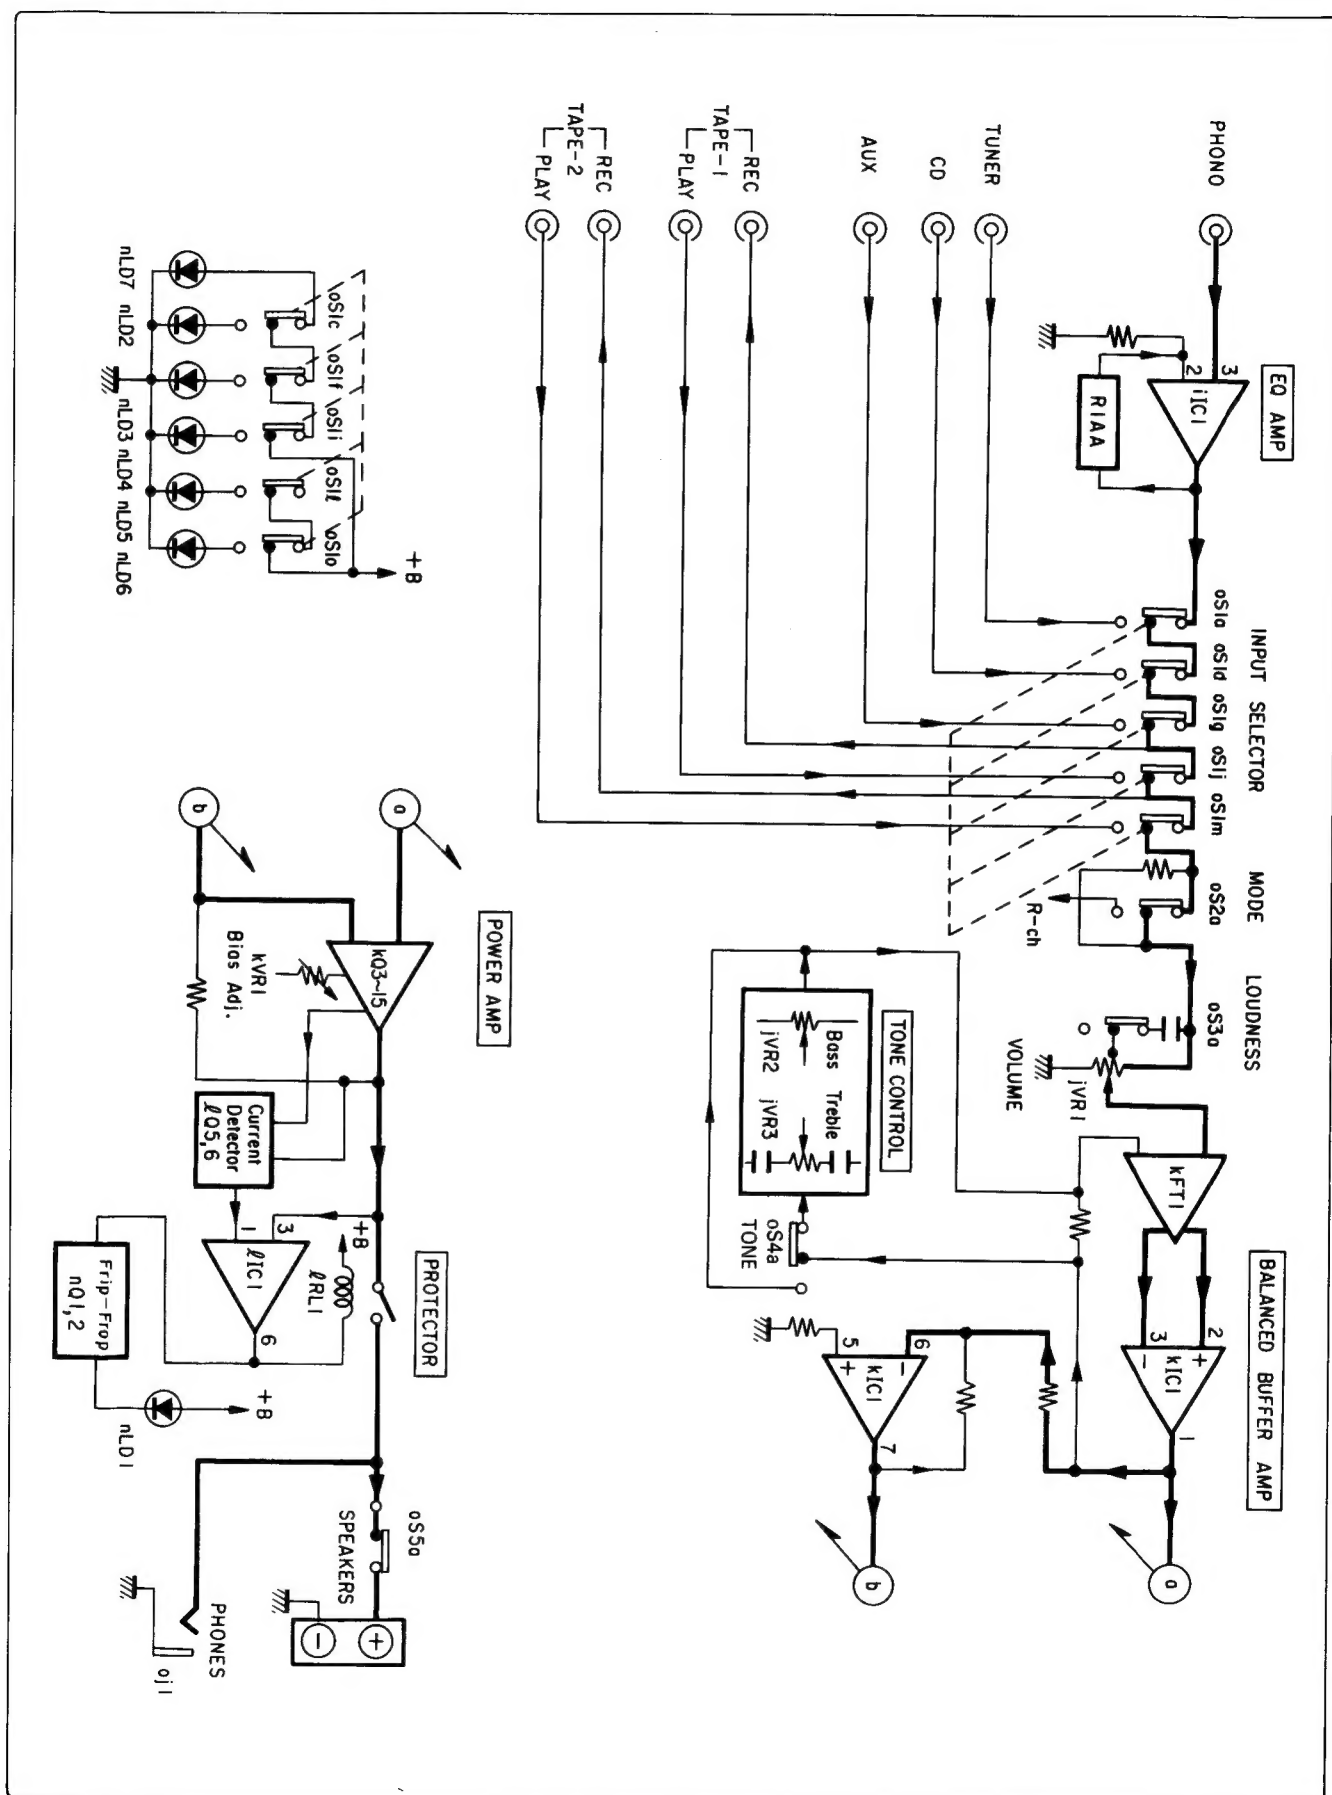 PHONO
TUNER
CD
AUX
REC
TAPE-1
PLAY
REC
TAPE-2
PLAY
EQ AMP
3
2
iIC1
RIAA
INPUT SELECTOR
oS1a
oS1d
oS1g
oS1j
oS1m
MODE
oS2a
R-ch
LOUDNESS
oS3a
VOLUME
jVR1
BALANCED BUFFER AMP
kFT1
2
3
+
-
kIC1
1
a
TONE CONTROL
Bass
Treble
jVR2
jVR3
oS4a
TONE
6
5
-
+
kIC1
7
b
oS1c
oS1f
oS1i
oS1ℓ
oS1o
+B
nLD7
nLD2
nLD3
nLD4
nLD5
nLD6
a
b
POWER AMP
kQ3~15
kVR1
Bias Adj.
Current
Detector
ℓQ5,6
PROTECTOR
3
1
ℓIC1
6
+B
ℓRL1
Frip-Frop
nQ1,2
+B
nLD1
oS5a
SPEAKERS
+
-
PHONES
oj1